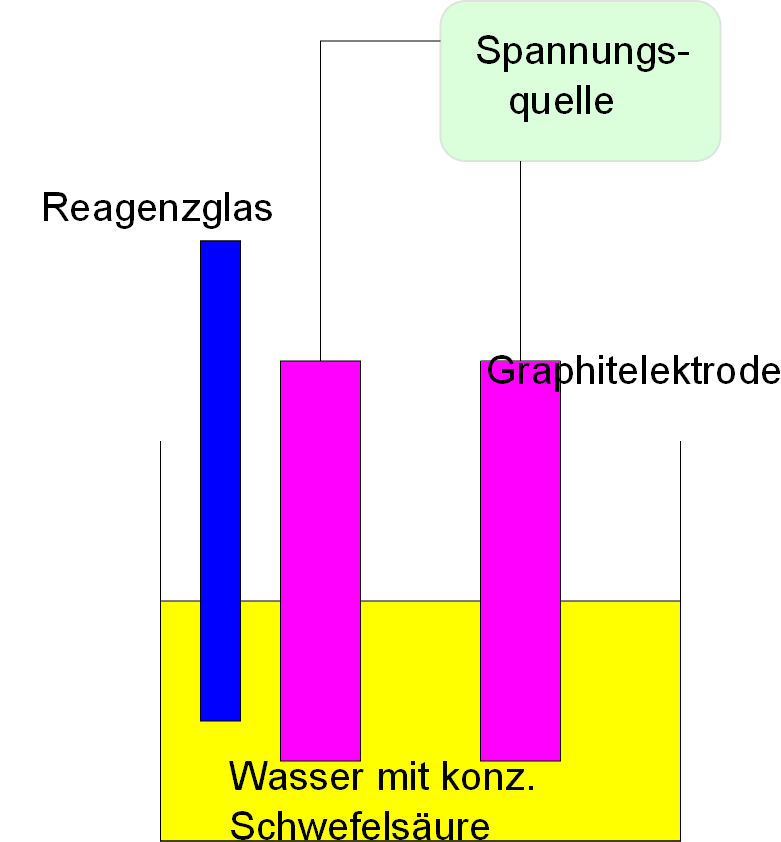 Spannungs-
quelle
Reagenzglas
Graphitelektrode
Wasser mit konz.
Schwefelsäure